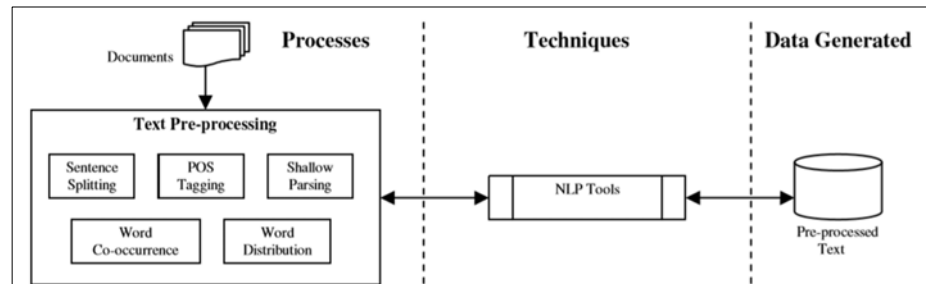 Processes
Techniques
Data Generated
Documents
Text Pre-processing
Sentence
Splitting
POS
Tagging
Shallow
Parsing
Word
Co-occurrence
Word
Distribution
NLP Tools
Pre-processed
Text